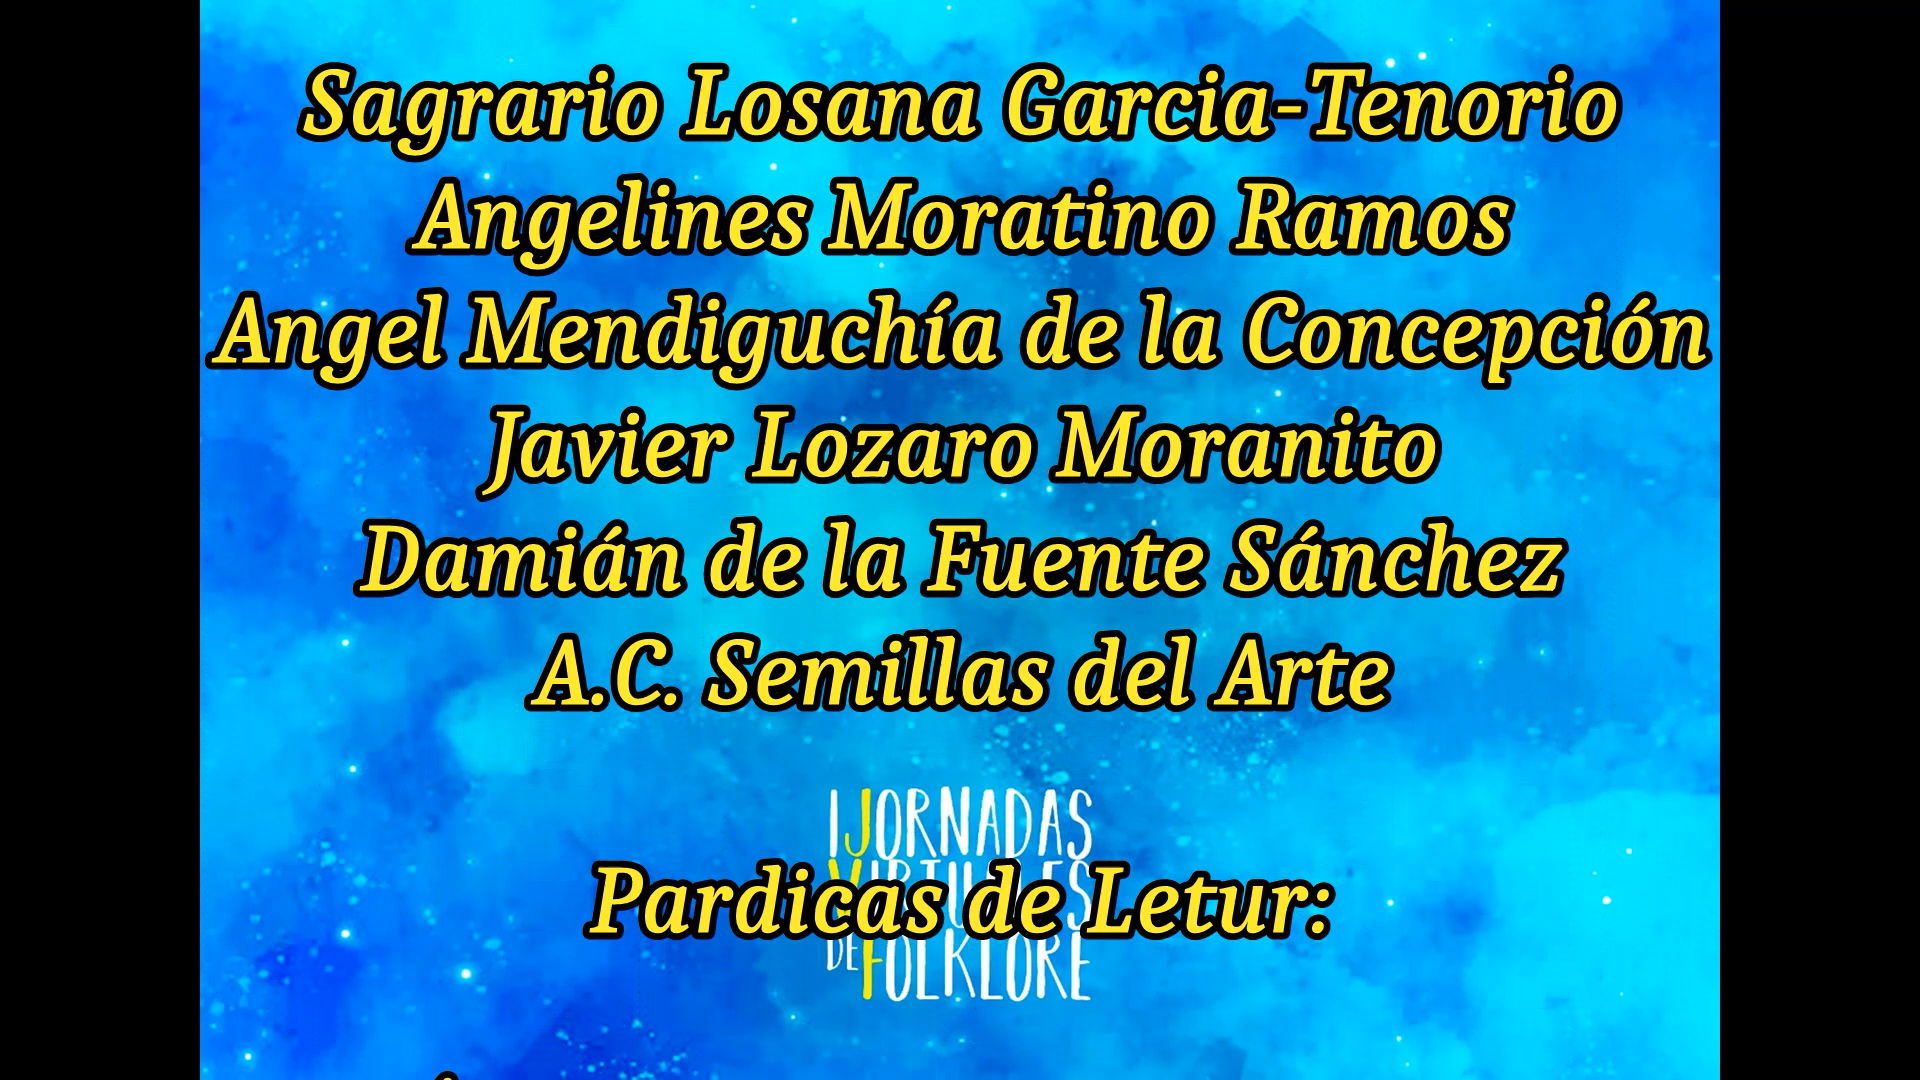 Sagrario Losana Garcia-Tenorio
Angelines Moratino Ramos
Angel Mendiguchía de la Concepción
Javier Lozaro Moranito
Damián de la Fuente Sánchez
A.C. Semillas del Arte
I JORNADAS
VIRTUALES
Pardicas de Letur:
DE FOLKLORE